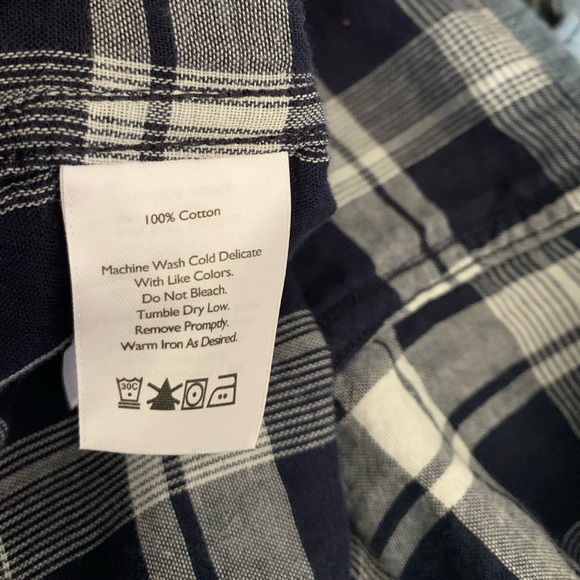 100% Cotton
Machine Wash Cold Delicate
With Like Colors.
Do Not Bleach.
Tumble Dry Low.
Remove Promptly.
Warm Iron As Desired.
30C